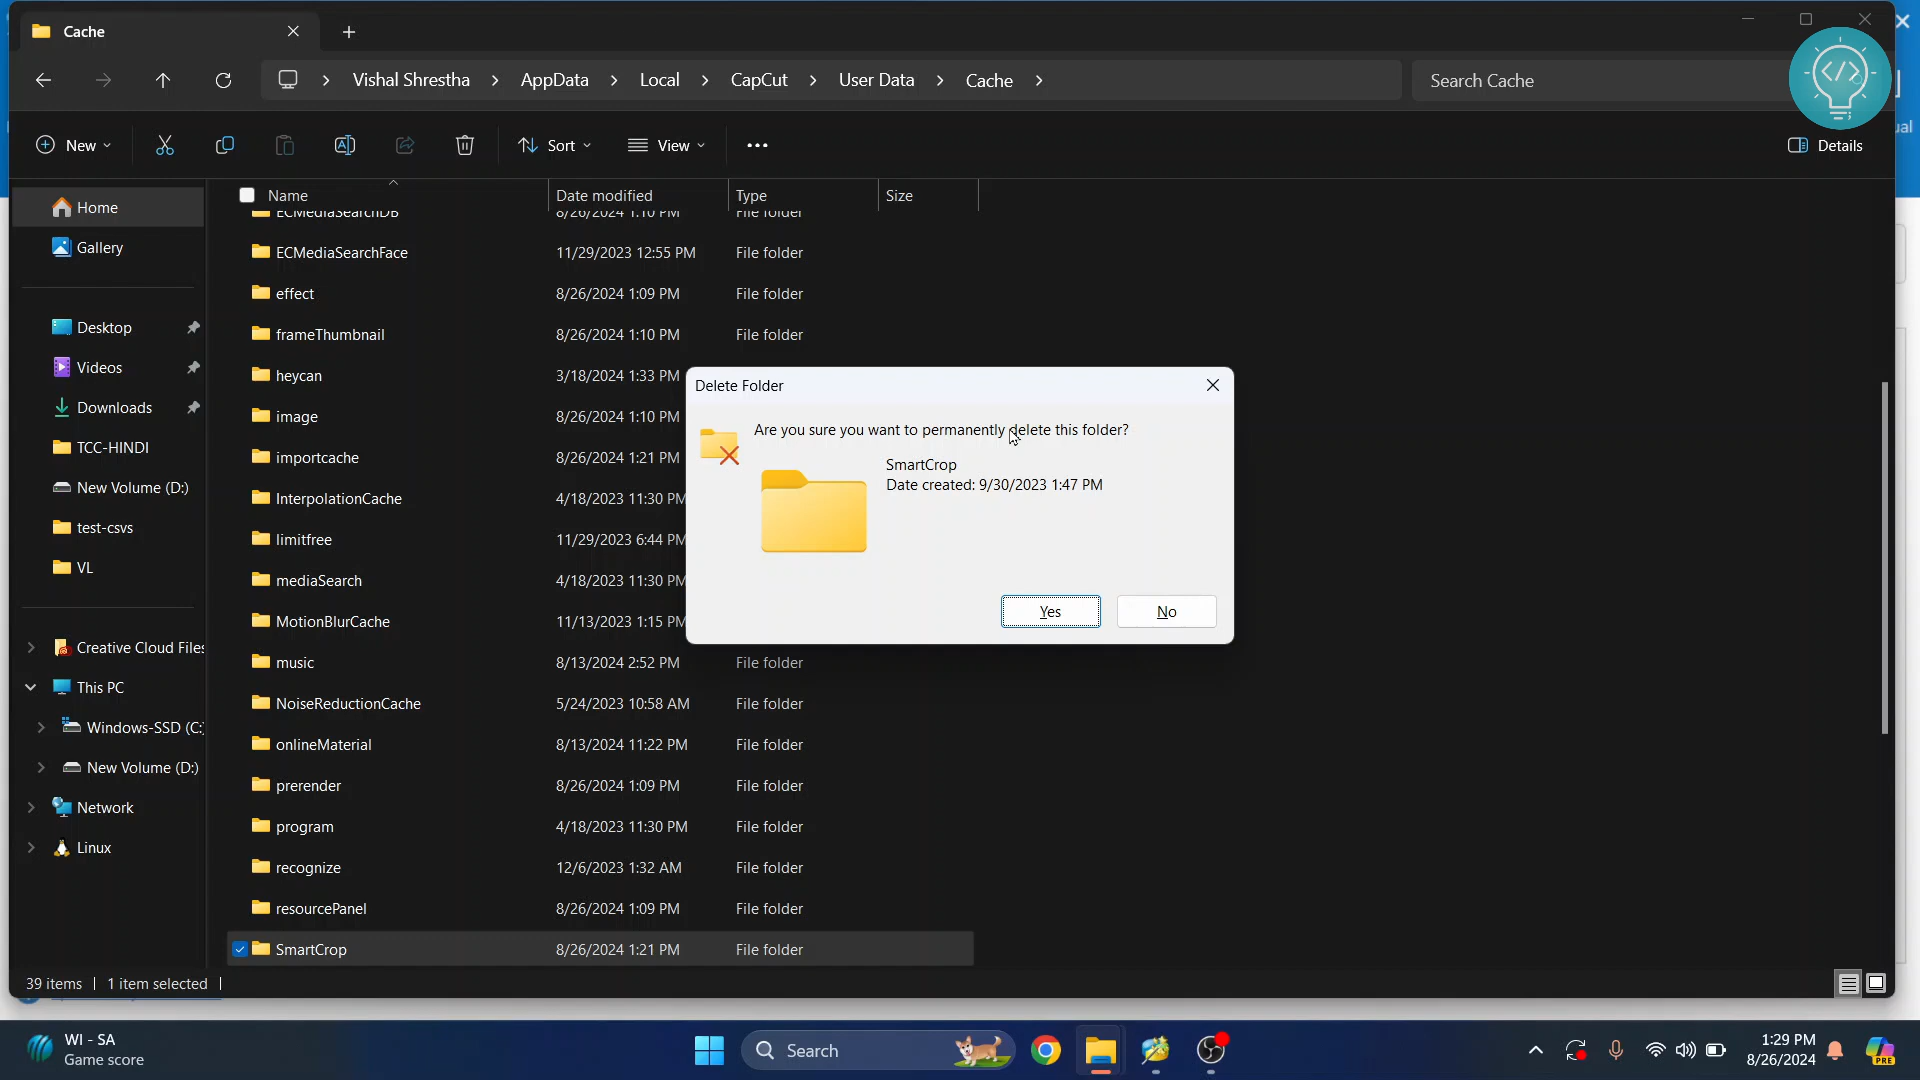 Cache
Vishal Shrestha > AppData > Local > CapCut > User Data > Cache >
Search Cache
New
Sort
View
Details
Home
Gallery
Desktop
Videos
Downloads
TCC-HINDI
New Volume (D:)
test-csvs
VL
Creative Cloud Files
This PC
Windows-SSD (C:)
New Volume (D:)
Network
Linux
Name Date modified Type Size
ECMediaSearchDB 8/26/2024 1:10 PM File folder
ECMediaSearchFace 11/29/2023 12:55 PM File folder
effect 8/26/2024 1:09 PM File folder
frameThumbnail 8/26/2024 1:10 PM File folder
heycan 3/18/2024 1:33 PM
image 8/26/2024 1:10 PM
importcache 8/26/2024 1:21 PM
InterpolationCache 4/18/2023 11:30 PM
limitfree 11/29/2023 6:44 PM
mediaSearch 4/18/2023 11:30 PM
MotionBlurCache 11/13/2023 1:15 PM
music 8/13/2024 2:52 PM File folder
NoiseReductionCache 5/24/2023 10:58 AM File folder
onlineMaterial 8/13/2024 11:22 PM File folder
prerender 8/26/2024 1:09 PM File folder
program 4/18/2023 11:30 PM File folder
recognize 12/6/2023 1:32 AM File folder
resourcePanel 8/26/2024 1:09 PM File folder
SmartCrop 8/26/2024 1:21 PM File folder
Delete Folder
Are you sure you want to permanently delete this folder?
SmartCrop
Date created: 9/30/2023 1:47 PM
Yes No
39 items 1 item selected
WI - SA
Game score
Search
1:29 PM
8/26/2024
PRE